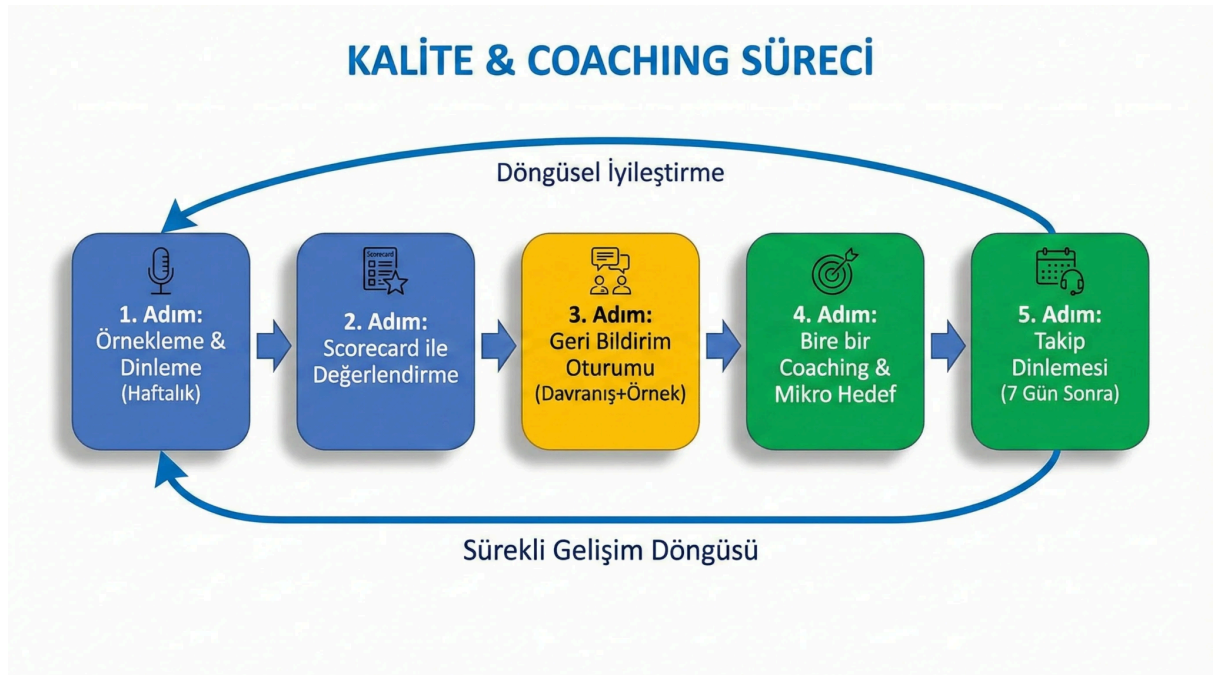 KALİTE & COACHING SÜRECİ
Döngüsel İyileştirme
1. Adım:
Örnekleme &
Dinleme
(Haftalık)
Scorecard
2. Adım:
Scorecard ile
Değerlendirme
3. Adım:
Geri Bildirim
Oturumu
(Davranış+Örnek)
4. Adım:
Bire bir
Coaching &
Mikro Hedef
5. Adım:
Takip
Dinlemesi
(7 Gün Sonra)
Sürekli Gelişim Döngüsü